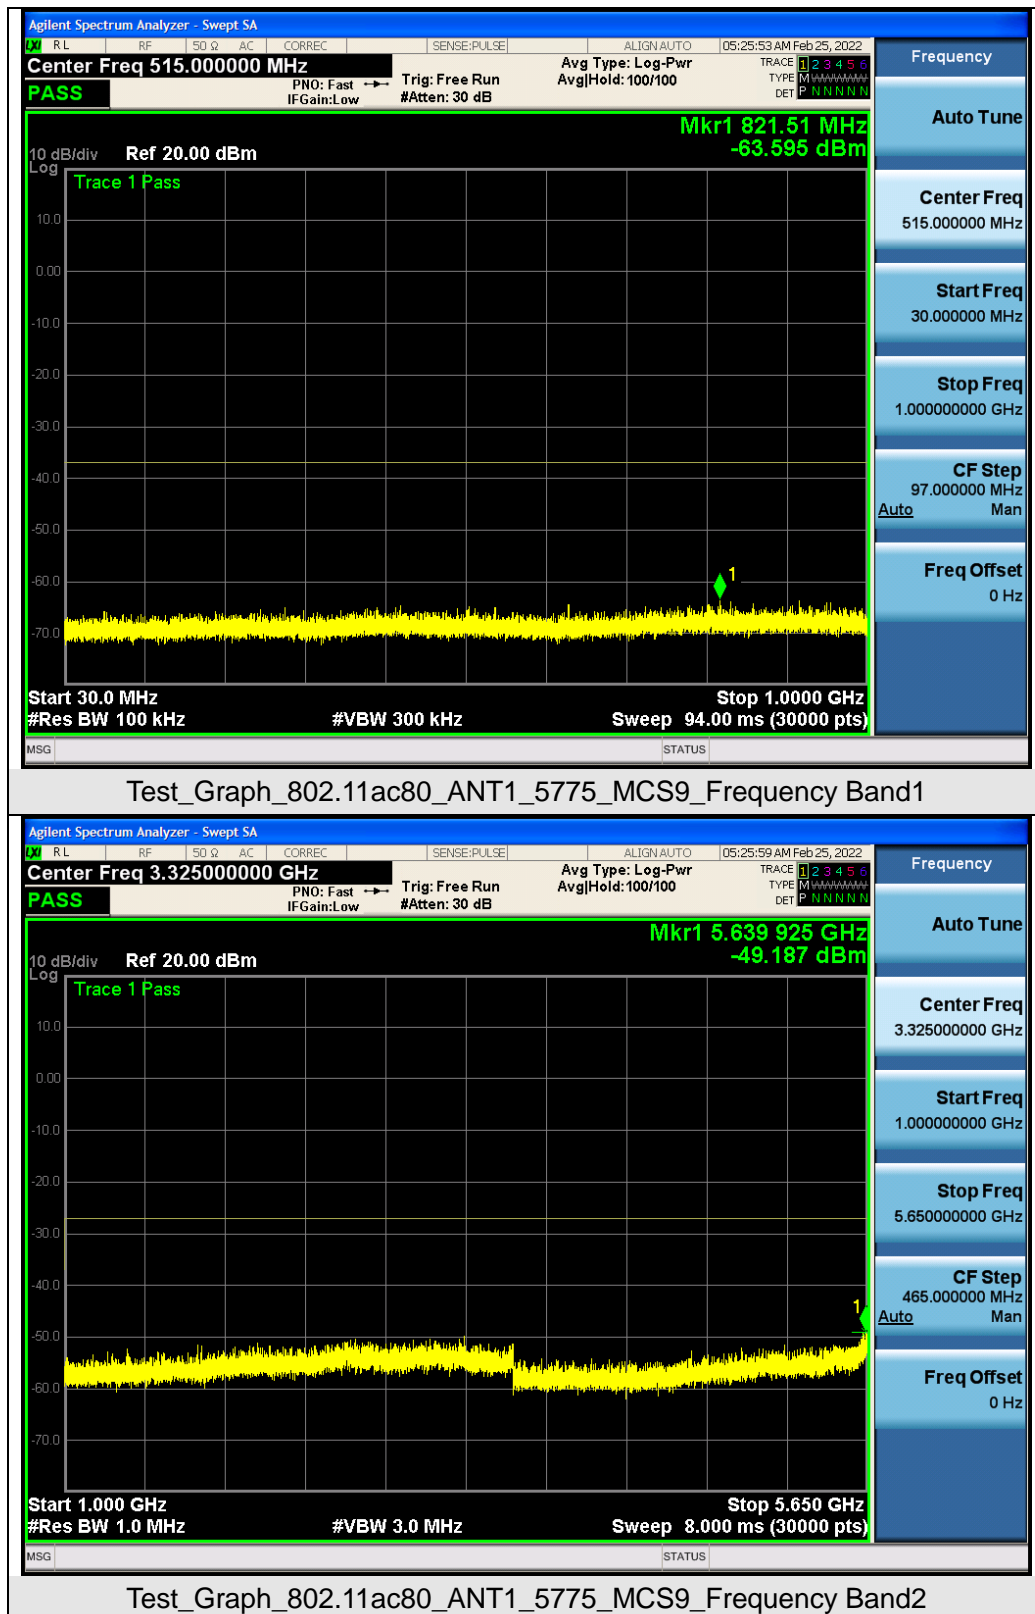 Agilent Spectrum Analyzer - Swept SA
LXI RL RF 50 Ω AC CORREC SENSE:PULSE ALIGN AUTO 05:25:53 AM Feb 25, 2022
Center Freq 515.000000 MHz
PASS
PNO: Fast
IFGain:Low
Trig: Free Run
#Atten: 30 dB
Avg Type: Log-Pwr
Avg|Hold: 100/100
TRACE 1 2 3 4 5 6
TYPE M WWWWW
DET P N N N N N
Mkr1 821.51 MHz
-63.595 dBm
10 dB/div Ref 20.00 dBm
Log
Trace 1 Pass
10.0
0.00
-10.0
-20.0
-30.0
-40.0
-50.0
-60.0
-70.0
1
Start 30.0 MHz Stop 1.0000 GHz
#Res BW 100 kHz #VBW 300 kHz Sweep 94.00 ms (30000 pts)
MSG STATUS
Frequency
Auto Tune
Center Freq
515.000000 MHz
Start Freq
30.000000 MHz
Stop Freq
1.000000000 GHz
CF Step
97.000000 MHz
Auto Man
Freq Offset
0 Hz
Test_Graph_802.11ac80_ANT1_5775_MCS9_Frequency Band1
Agilent Spectrum Analyzer - Swept SA
LXI RL RF 50 Ω AC CORREC SENSE:PULSE ALIGN AUTO 05:25:59 AM Feb 25, 2022
Center Freq 3.325000000 GHz
PASS
PNO: Fast
IFGain:Low
Trig: Free Run
#Atten: 30 dB
Avg Type: Log-Pwr
Avg|Hold: 100/100
TRACE 1 2 3 4 5 6
TYPE M WWWWW
DET P N N N N N
Mkr1 5.639 925 GHz
-49.187 dBm
10 dB/div Ref 20.00 dBm
Log
Trace 1 Pass
10.0
0.00
-10.0
-20.0
-30.0
-40.0
-50.0
-60.0
-70.0
1
Start 1.000 GHz Stop 5.650 GHz
#Res BW 1.0 MHz #VBW 3.0 MHz Sweep 8.000 ms (30000 pts)
MSG STATUS
Frequency
Auto Tune
Center Freq
3.325000000 GHz
Start Freq
1.000000000 GHz
Stop Freq
5.650000000 GHz
CF Step
465.000000 MHz
Auto Man
Freq Offset
0 Hz
Test_Graph_802.11ac80_ANT1_5775_MCS9_Frequency Band2